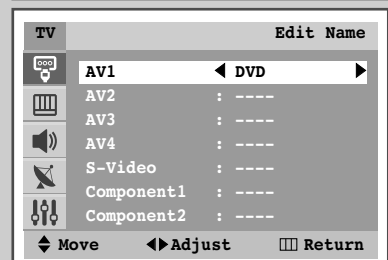 TV Edit Name
AV1 ◀ DVD ▶
AV2 : ----
AV3 : ----
AV4 : ----
S-Video : ----
Component1 : ----
Component2 : ----
Move Adjust Return